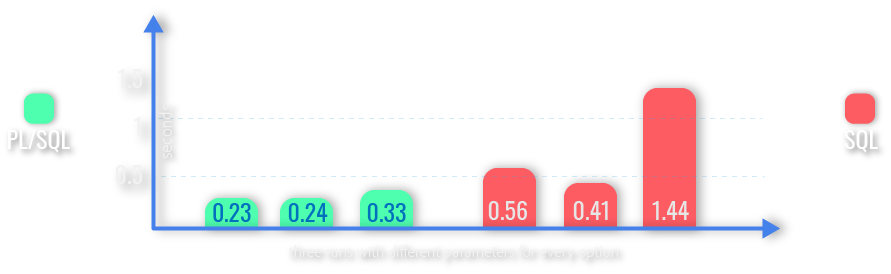 1.5
1
0.5
seconds
PL/SQL
SQL
0.23
0.24
0.33
0.56
0.41
1.44
three runs with different parameters for every option